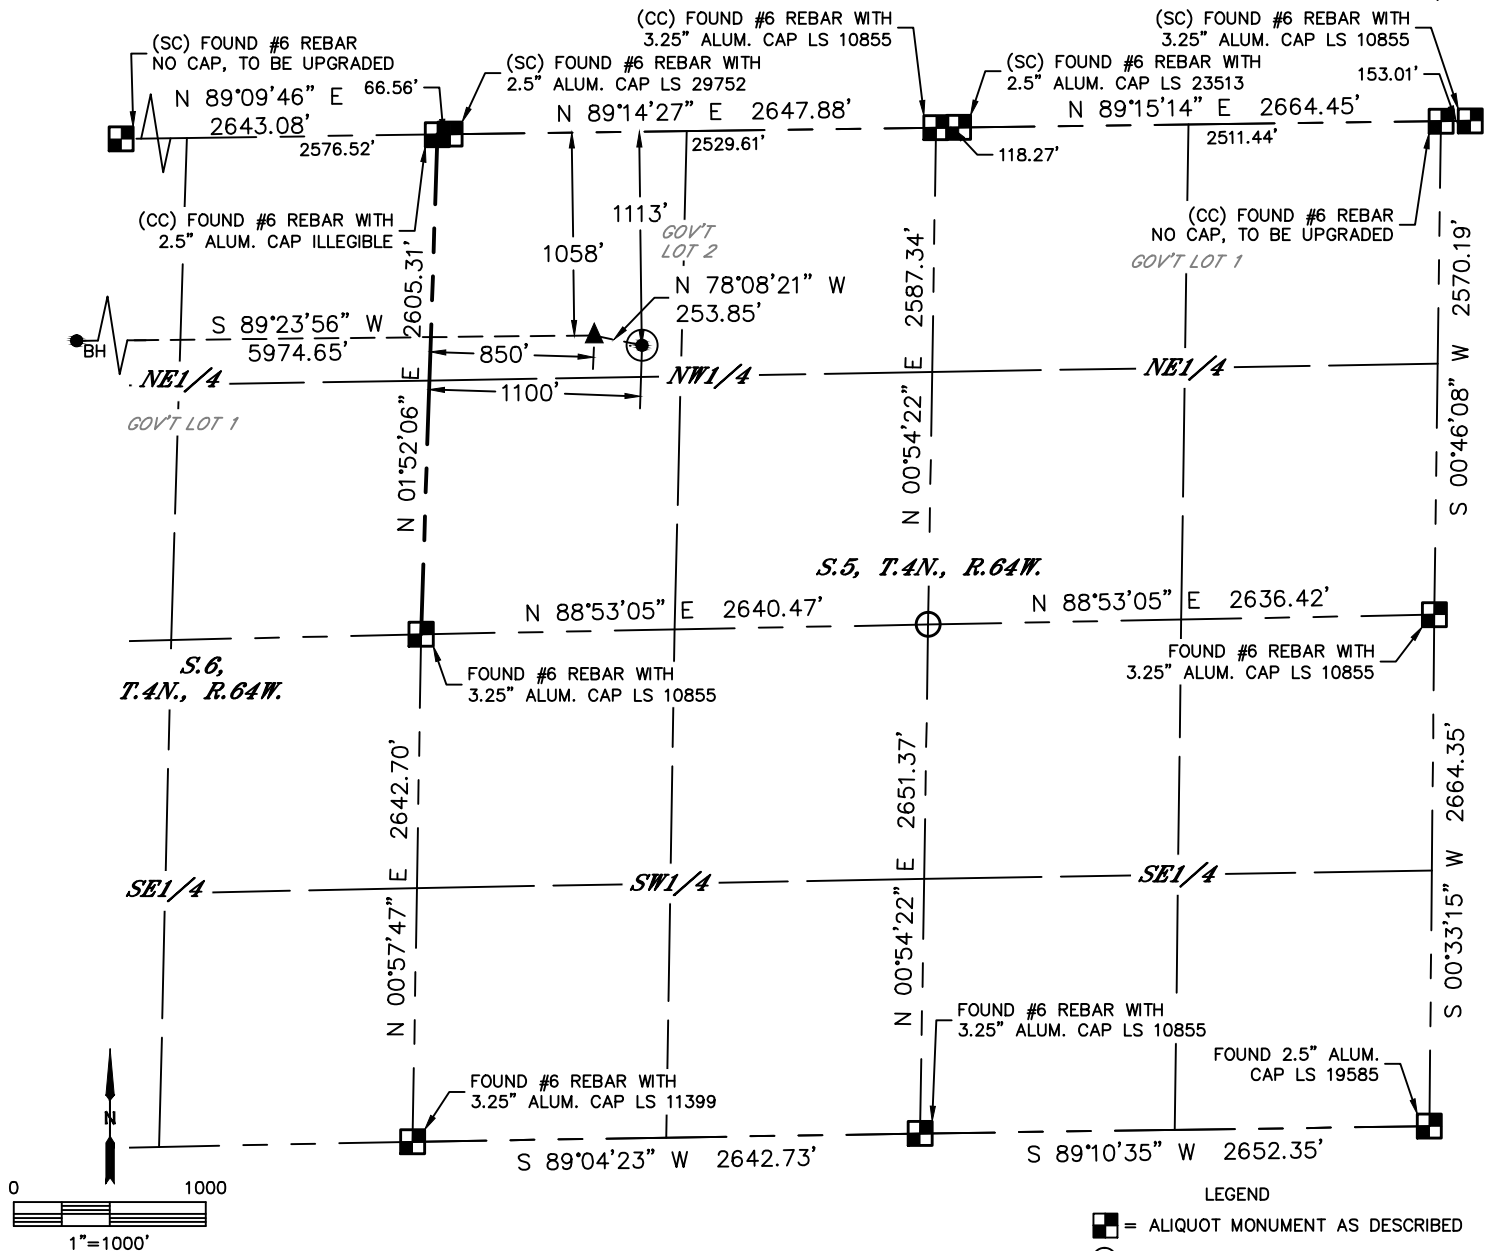 (CC) FOUND #6 REBAR WITH
3.25" ALUM. CAP LS 10855
(SC) FOUND #6 REBAR WITH
3.25" ALUM. CAP LS 10855
(SC) FOUND #6 REBAR
NO CAP, TO BE UPGRADED
(SC) FOUND #6 REBAR WITH
2.5" ALUM. CAP LS 29752
(SC) FOUND #6 REBAR WITH
2.5" ALUM. CAP LS 23513
153.01'
66.56'
N 89°09'46" E
2643.08'
2576.52'
N 89°14'27" E 2647.88'
2529.61'
N 89°15'14" E 2664.45'
2511.44'
118.27'
(CC) FOUND #6 REBAR WITH
2.5" ALUM. CAP ILLEGIBLE
1113'
1058'
GOV'T
LOT 2
(CC) FOUND #6 REBAR
NO CAP, TO BE UPGRADED
GOV'T LOT 1
N 78°08'21" W
253.85'
S 89°23'56" W
5974.65'
BH
850'
1100'
NE1/4
NW1/4
NE1/4
GOV'T LOT 1
N 01°52'06" E 2605.31'
N 00°54'22" E 2587.34'
S 00°46'08" W 2570.19'
S.5, T.4N., R.64W.
N 88°53'05" E 2640.47'
N 88°53'05" E 2636.42'
S.6,
T.4N., R.64W.
FOUND #6 REBAR WITH
3.25" ALUM. CAP LS 10855
FOUND #6 REBAR WITH
3.25" ALUM. CAP LS 10855
N 00°57'47" E 2642.70'
N 00°54'22" E 2651.37'
S 00°33'15" W 2664.35'
SE1/4
SW1/4
SE1/4
FOUND #6 REBAR WITH
3.25" ALUM. CAP LS 10855
FOUND 2.5" ALUM.
CAP LS 19585
FOUND #6 REBAR WITH
3.25" ALUM. CAP LS 11399
N
S 89°04'23" W 2642.73'
S 89°10'35" W 2652.35'
0 1000
1"=1000'
LEGEND
= ALIQUOT MONUMENT AS DESCRIBED